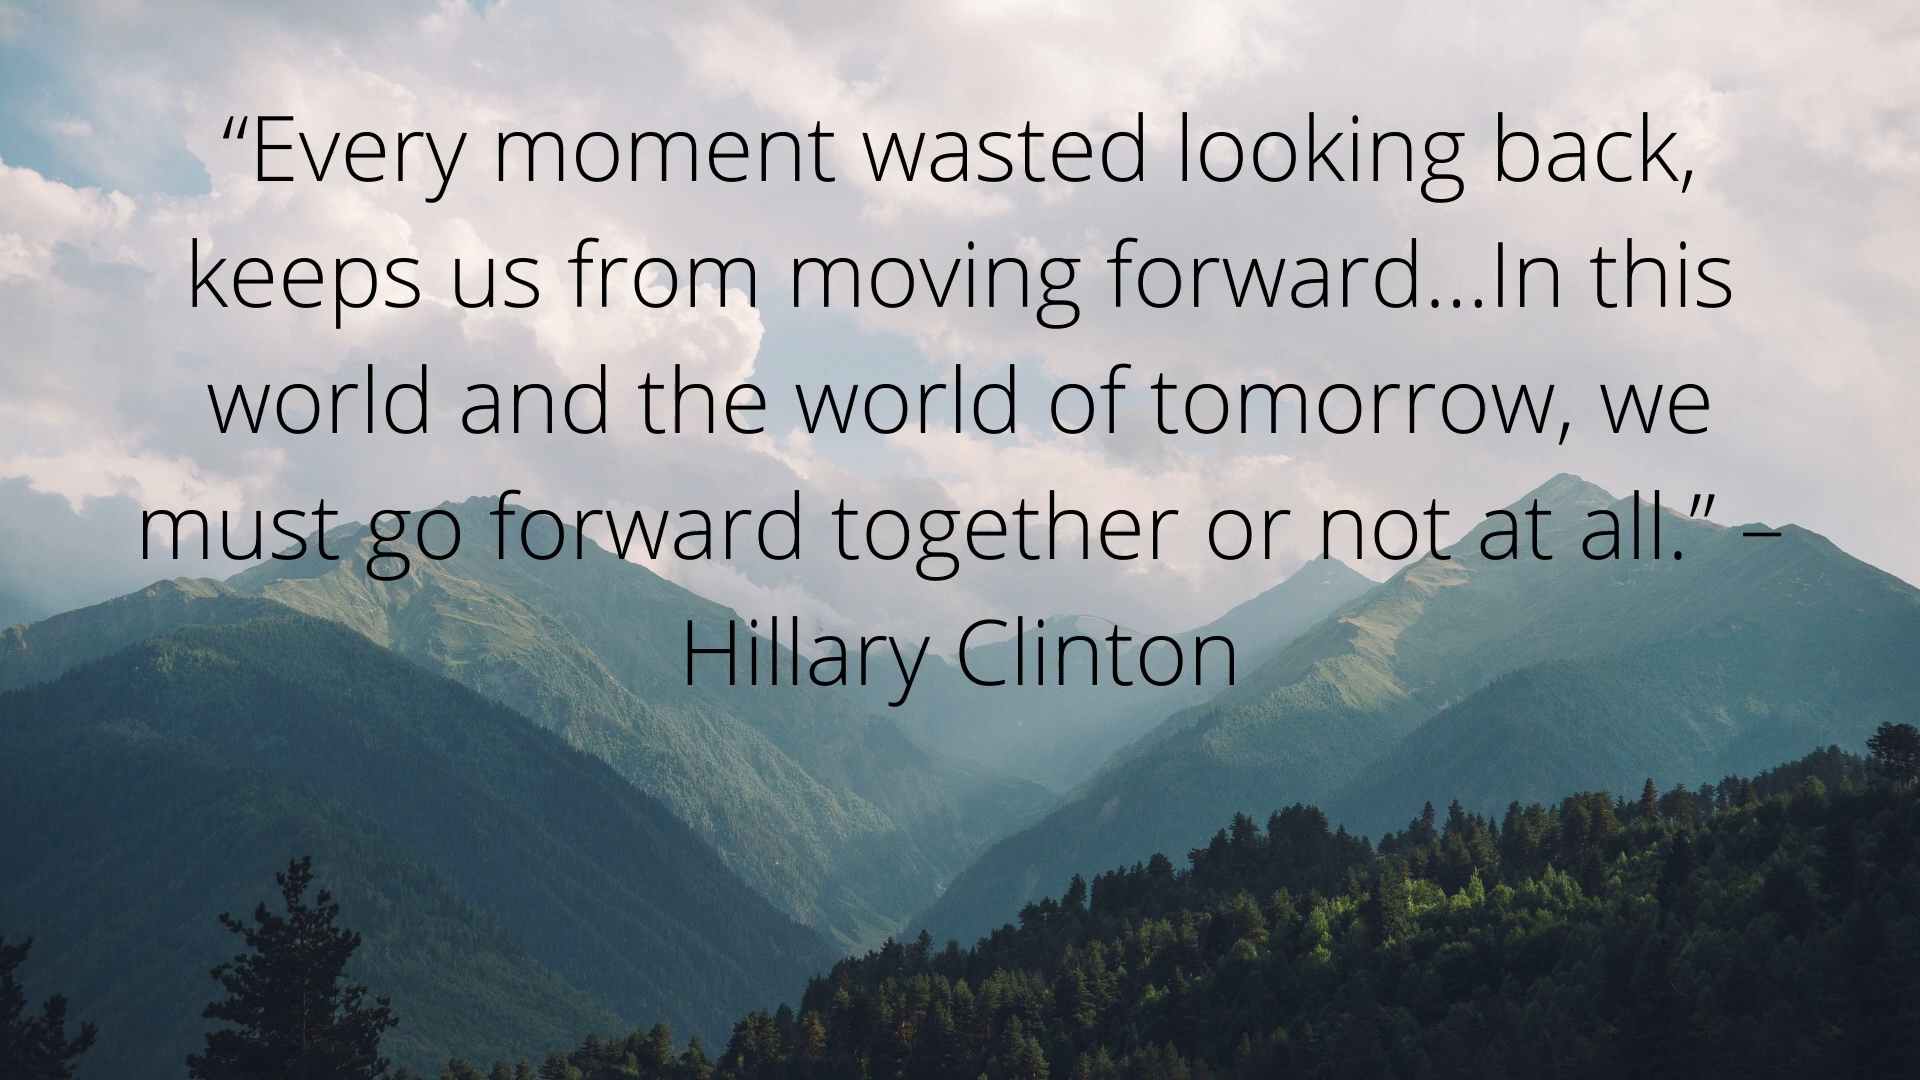 “Every moment wasted looking back,
keeps us from moving forward...In this
world and the world of tomorrow, we
must go forward together or not at all.” –
Hillary Clinton